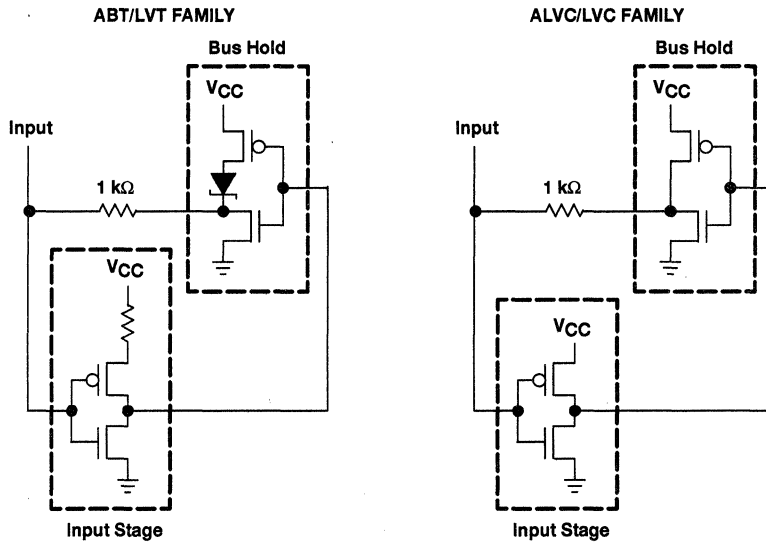 ABT/LVT FAMILY
Bus Hold
VCC
Input
1 kΩ
VCC
Input Stage
ALVC/LVC FAMILY
Bus Hold
VCC
Input
1 kΩ
VCC
Input Stage